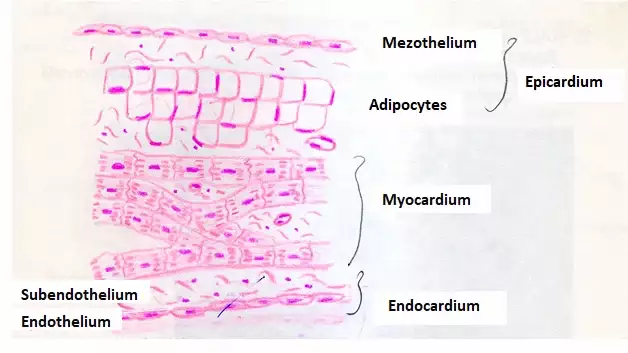 Mezothelium
Epicardium
Adipocytes
Myocardium
Subendothelium
Endothelium
Endocardium